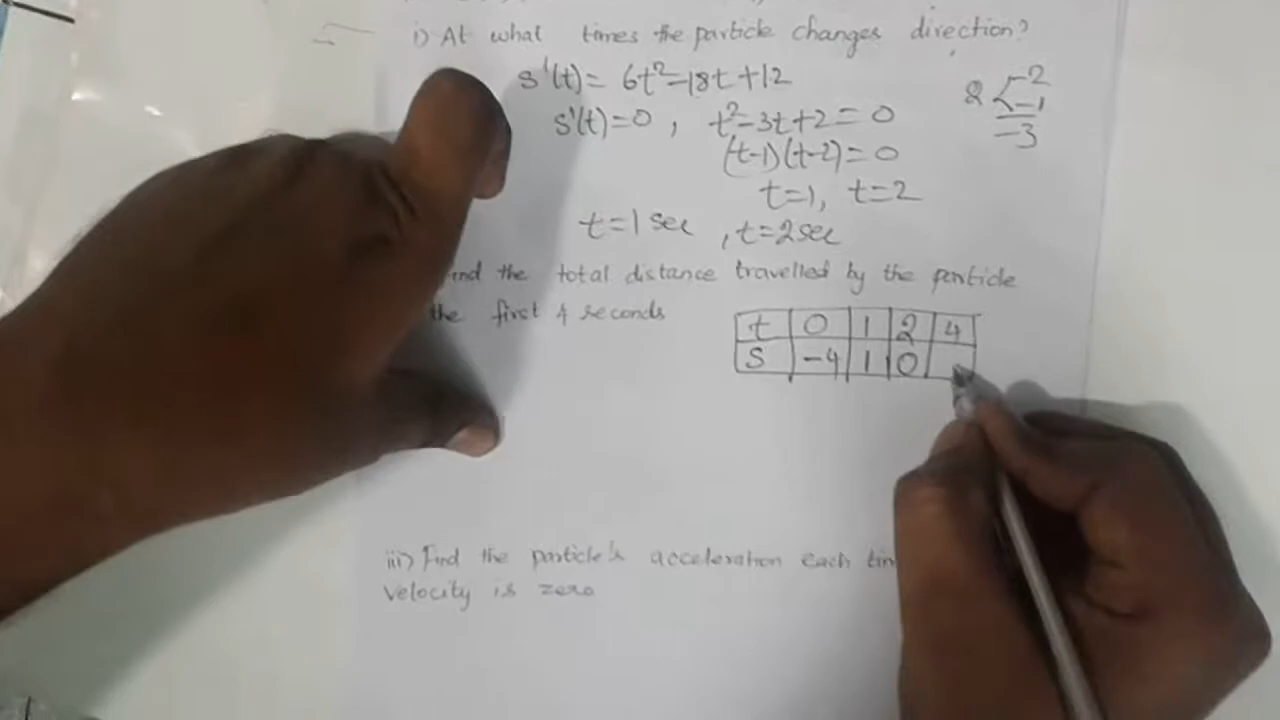 i) At what times the particle changes direction?
s'(t) = 6t²-18t+12
s'(t)=0, t²-3t+2=0
(t-1)(t-2)=0
t=1, t=2
t=1 sec, t=2sec
2 -2
-1
-3
the total distance travelled by the particle
the first 4 seconds
t 0 1 2 4
S -4 1 0
iii) Find the particle's acceleration each
velocity is zero